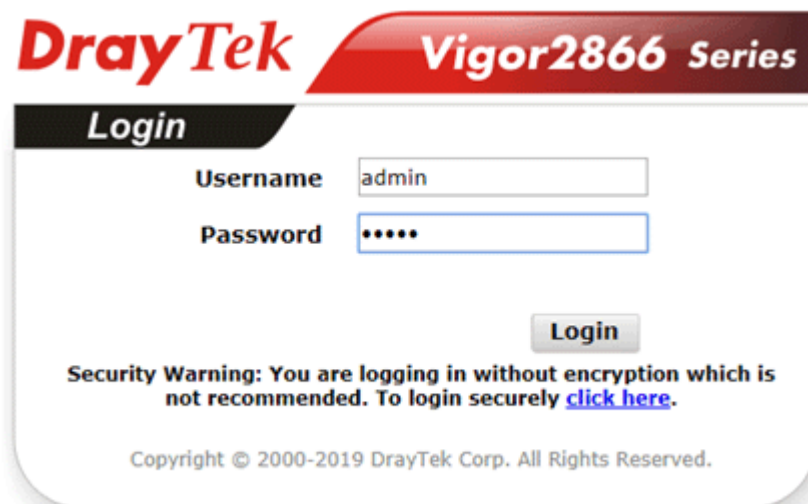 DrayTek Vigor2866 Series
Login
Username admin
Password •••••
Login
Security Warning: You are logging in without encryption which is
not recommended. To login securely click here.
Copyright © 2000-2019 DrayTek Corp. All Rights Reserved.